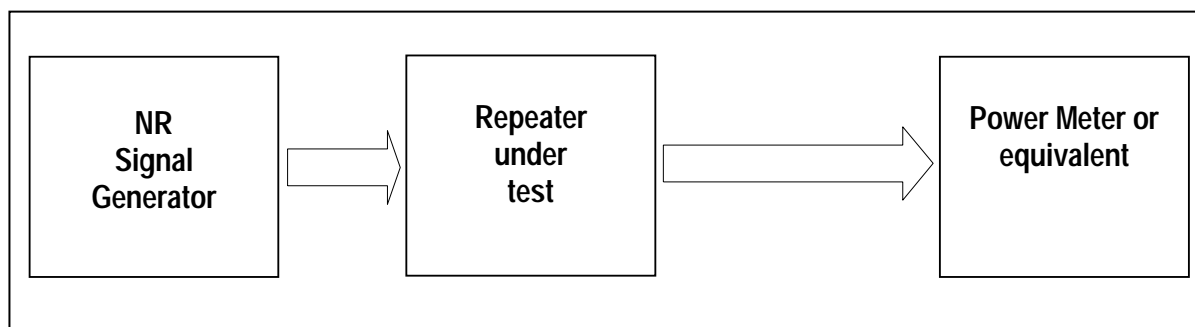 NR
Signal
Generator
Repeater
under
test
Power Meter or
equivalent